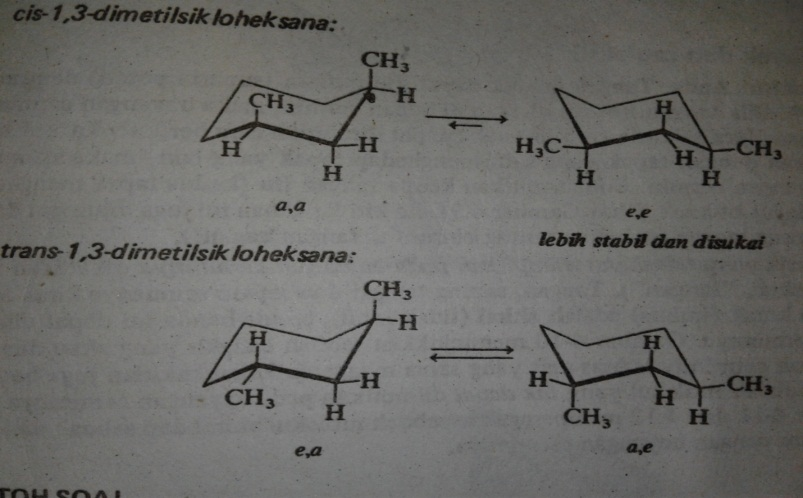 cis-1,3-dimetilsikloheksana:
CH₃
H
CH₃
H
H
H
a,a
H
H₃C
H
CH₃
H
H
e,e
lebih stabil dan disukai
trans-1,3-dimetilsikloheksana:
CH₃
H
H
H
CH₃
H
e,a
H
H
CH₃
H
H
CH₃
a,e